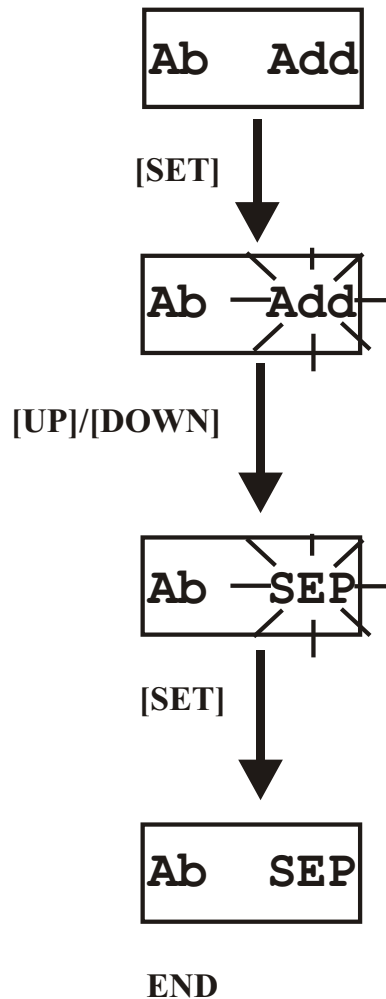 Ab Add
[SET]
Ab Add
[UP]/[DOWN]
Ab SEP
[SET]
Ab SEP
END